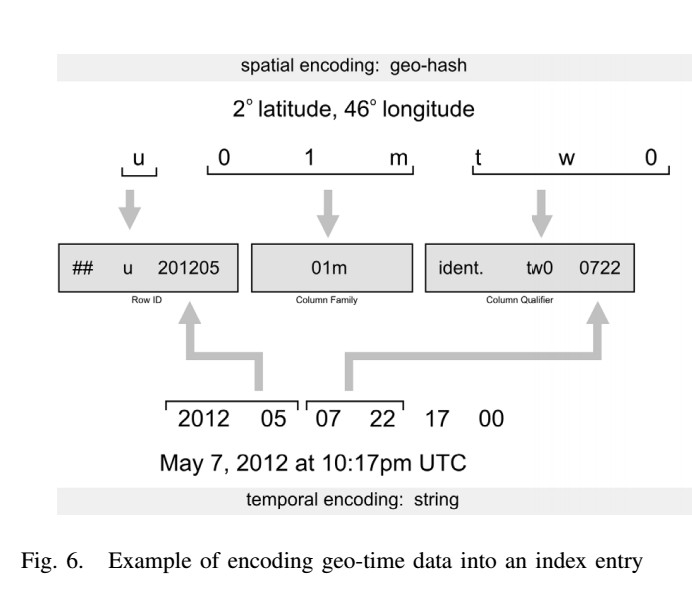 spatial encoding: geo-hash
2° latitude, 46° longitude
u 0 1 m t w 0
## u 201205 01m ident. tw0 0722
Row ID Column Family Column Qualifier
2012 05 07 22 17 00
May 7, 2012 at 10:17pm UTC
temporal encoding: string
Fig. 6. Example of encoding geo-time data into an index entry